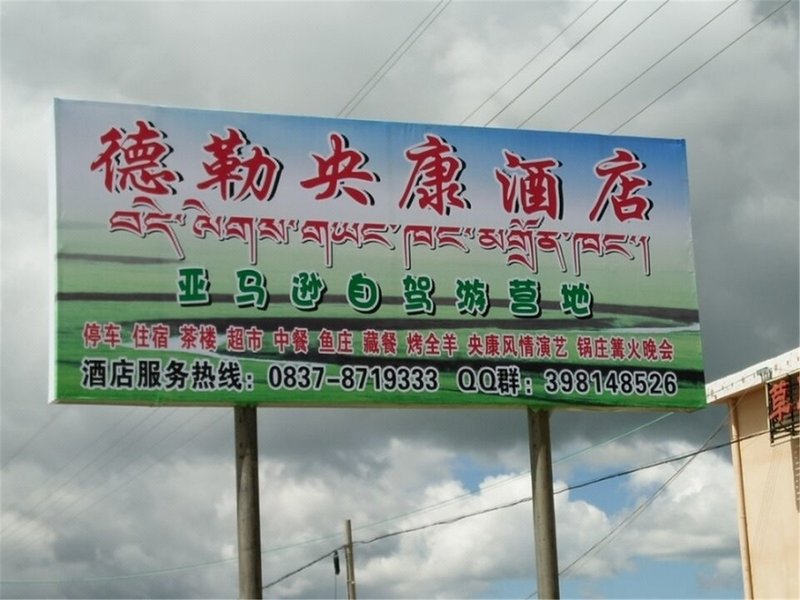 德勒央康酒店
བདེ་ལེགས་གཡང་ཁང་མགྲོན་ཁང་།
亚马逊自驾游营地
停车 住宿 茶楼 超市 中餐 鱼庄 藏餐 烤全羊 央康风情演艺 锅庄篝火晚会
酒店服务热线：0837-8719333 QQ群：398148526
草